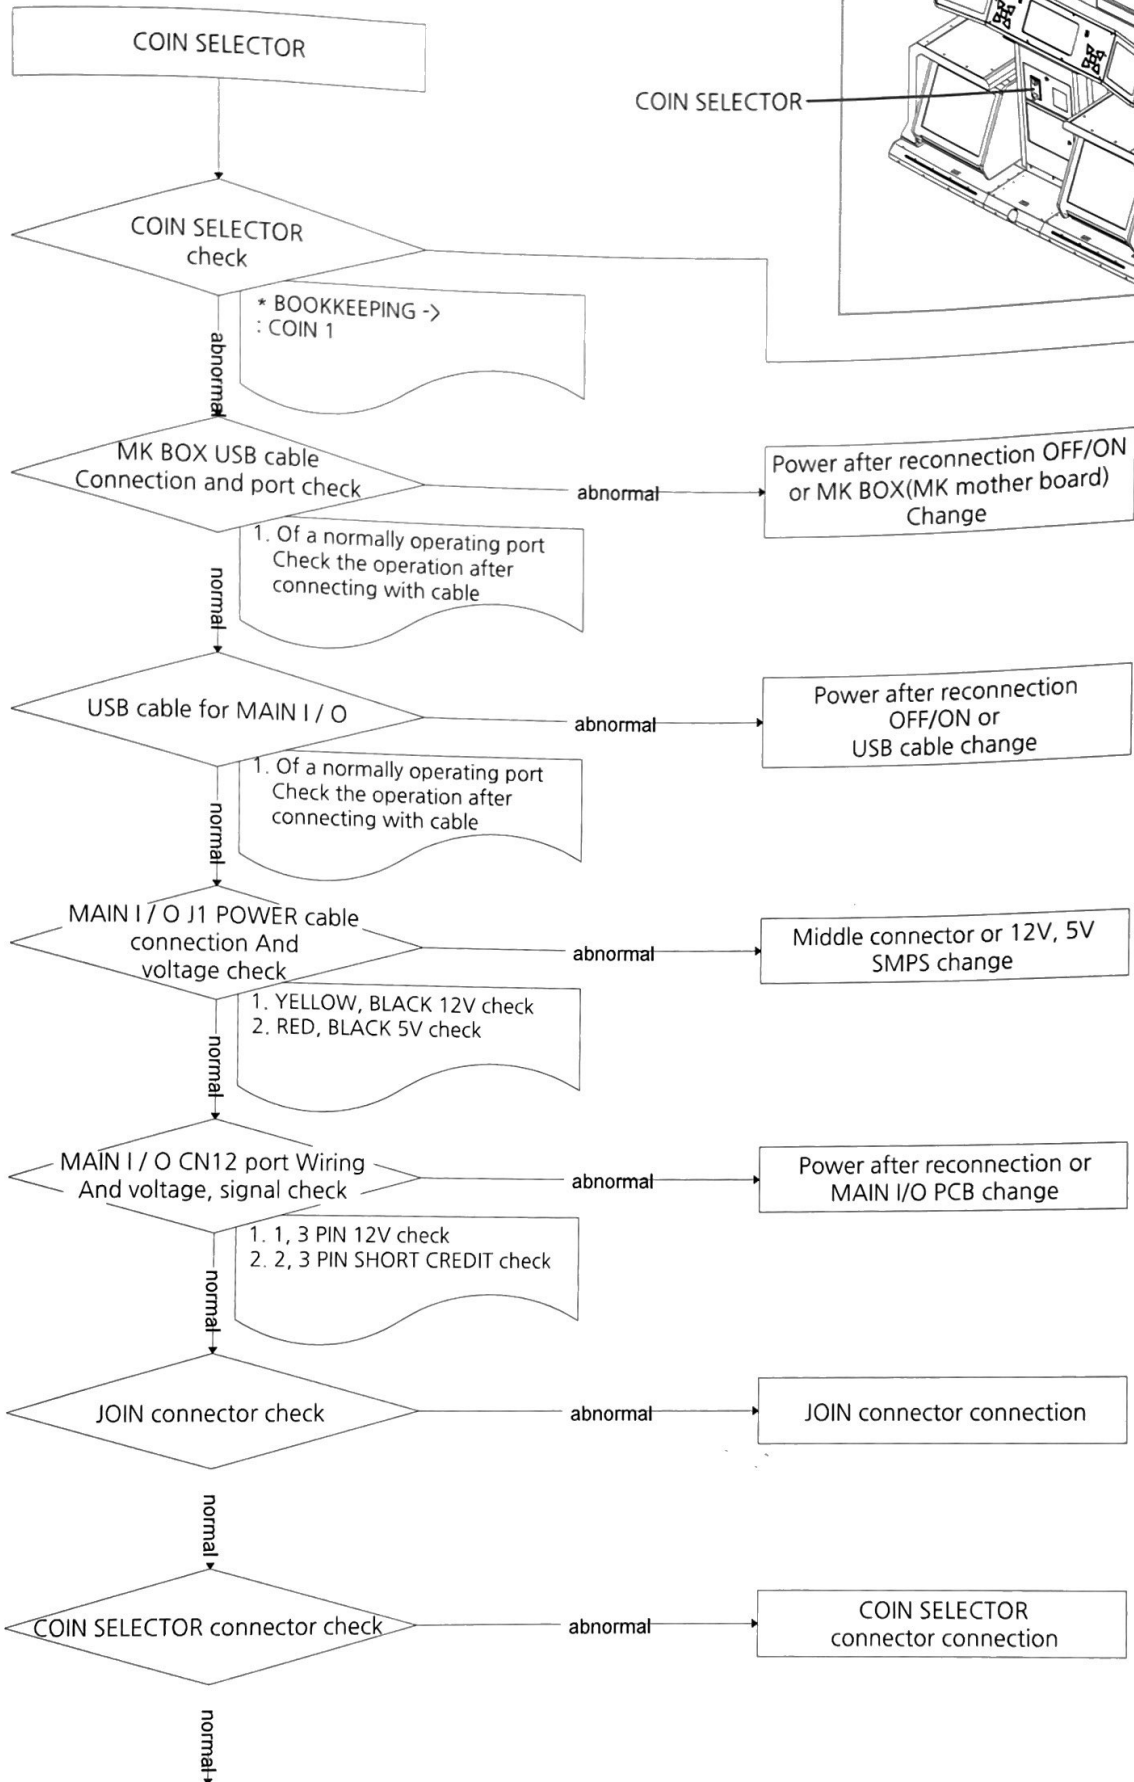 COIN SELECTOR
COIN SELECTOR
COIN SELECTOR
check
* BOOKKEEPING ->
: COIN 1
abnormal
MK BOX USB cable
Connection and port check
abnormal
Power after reconnection OFF/ON
or MK BOX(MK mother board)
Change
1. Of a normally operating port
Check the operation after
connecting with cable
normal
USB cable for MAIN I / O
abnormal
Power after reconnection
OFF/ON or
USB cable change
1. Of a normally operating port
Check the operation after
connecting with cable
normal
MAIN I / O J1 POWER cable
connection And
voltage check
abnormal
Middle connector or 12V, 5V
SMPS change
1. YELLOW, BLACK 12V check
2. RED, BLACK 5V check
normal
MAIN I / O CN12 port Wiring
And voltage, signal check
abnormal
Power after reconnection or
MAIN I/O PCB change
1. 1, 3 PIN 12V check
2. 2, 3 PIN SHORT CREDIT check
normal
JOIN connector check
abnormal
JOIN connector connection
normal
COIN SELECTOR connector check
abnormal
COIN SELECTOR
connector connection
normal